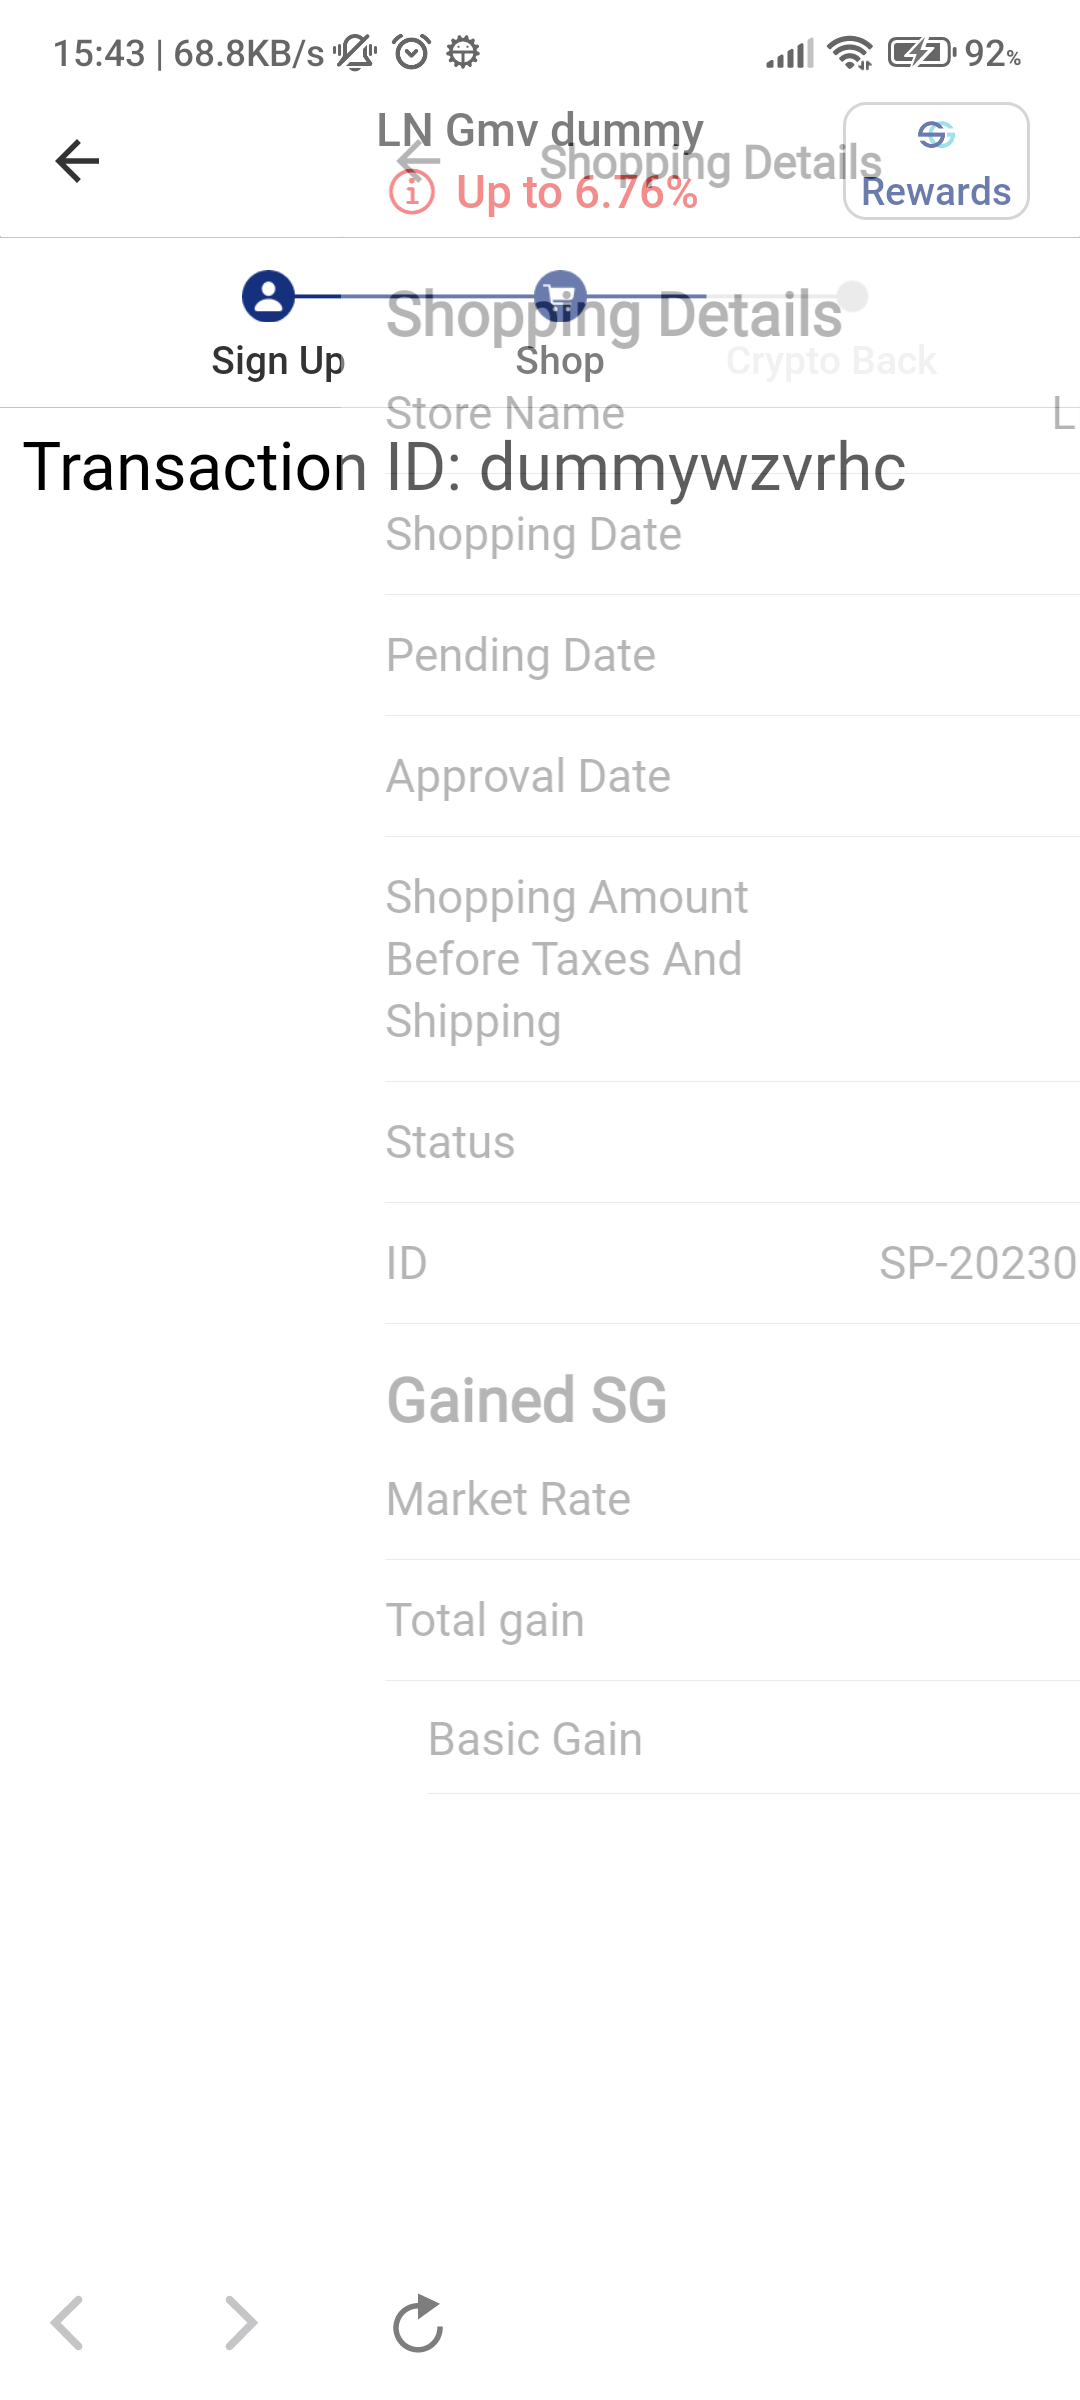 15:43 | 68.8KB/s
92%
LN Gmv dummy
Shopping Details
Up to 6.76%
SG
Rewards
Shopping Details
Sign Up
Shop
Crypto Back
Store Name
L
Transaction ID: dummywzvrhc
Shopping Date
Pending Date
Approval Date
Shopping Amount
Before Taxes And
Shipping
Status
ID
SP-20230
Gained SG
Market Rate
Total gain
Basic Gain